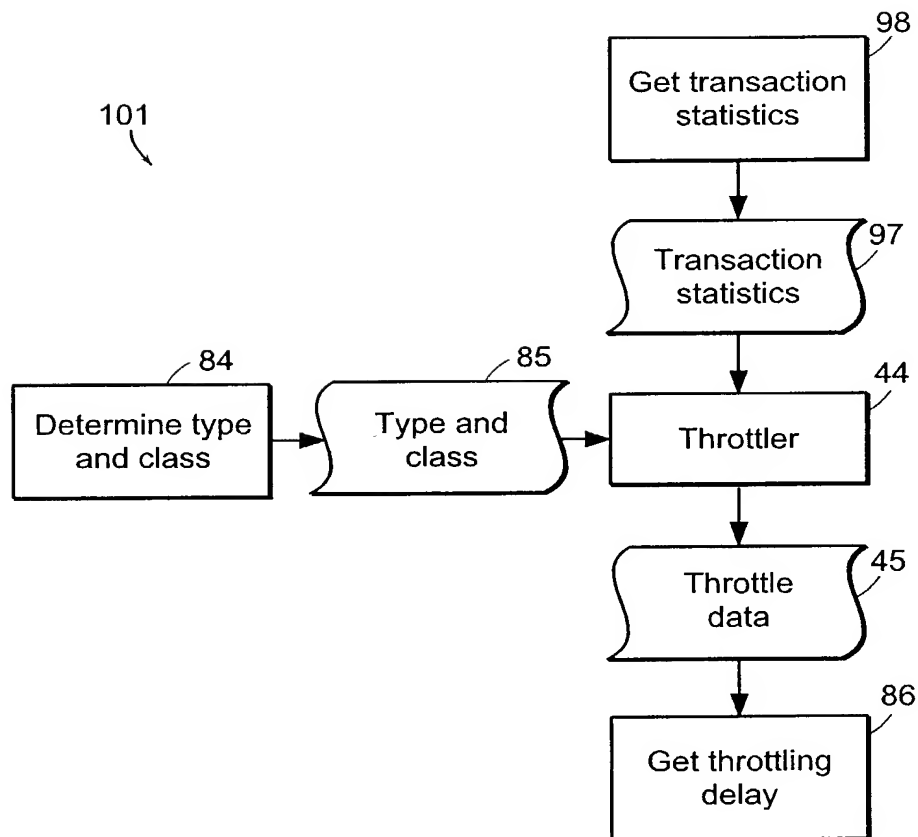 98
Get transaction
statistics
101
97
Transaction
statistics
84
85
44
Determine type
and class
Type and
class
Throttler
45
Throttle
data
86
Get throttling
delay